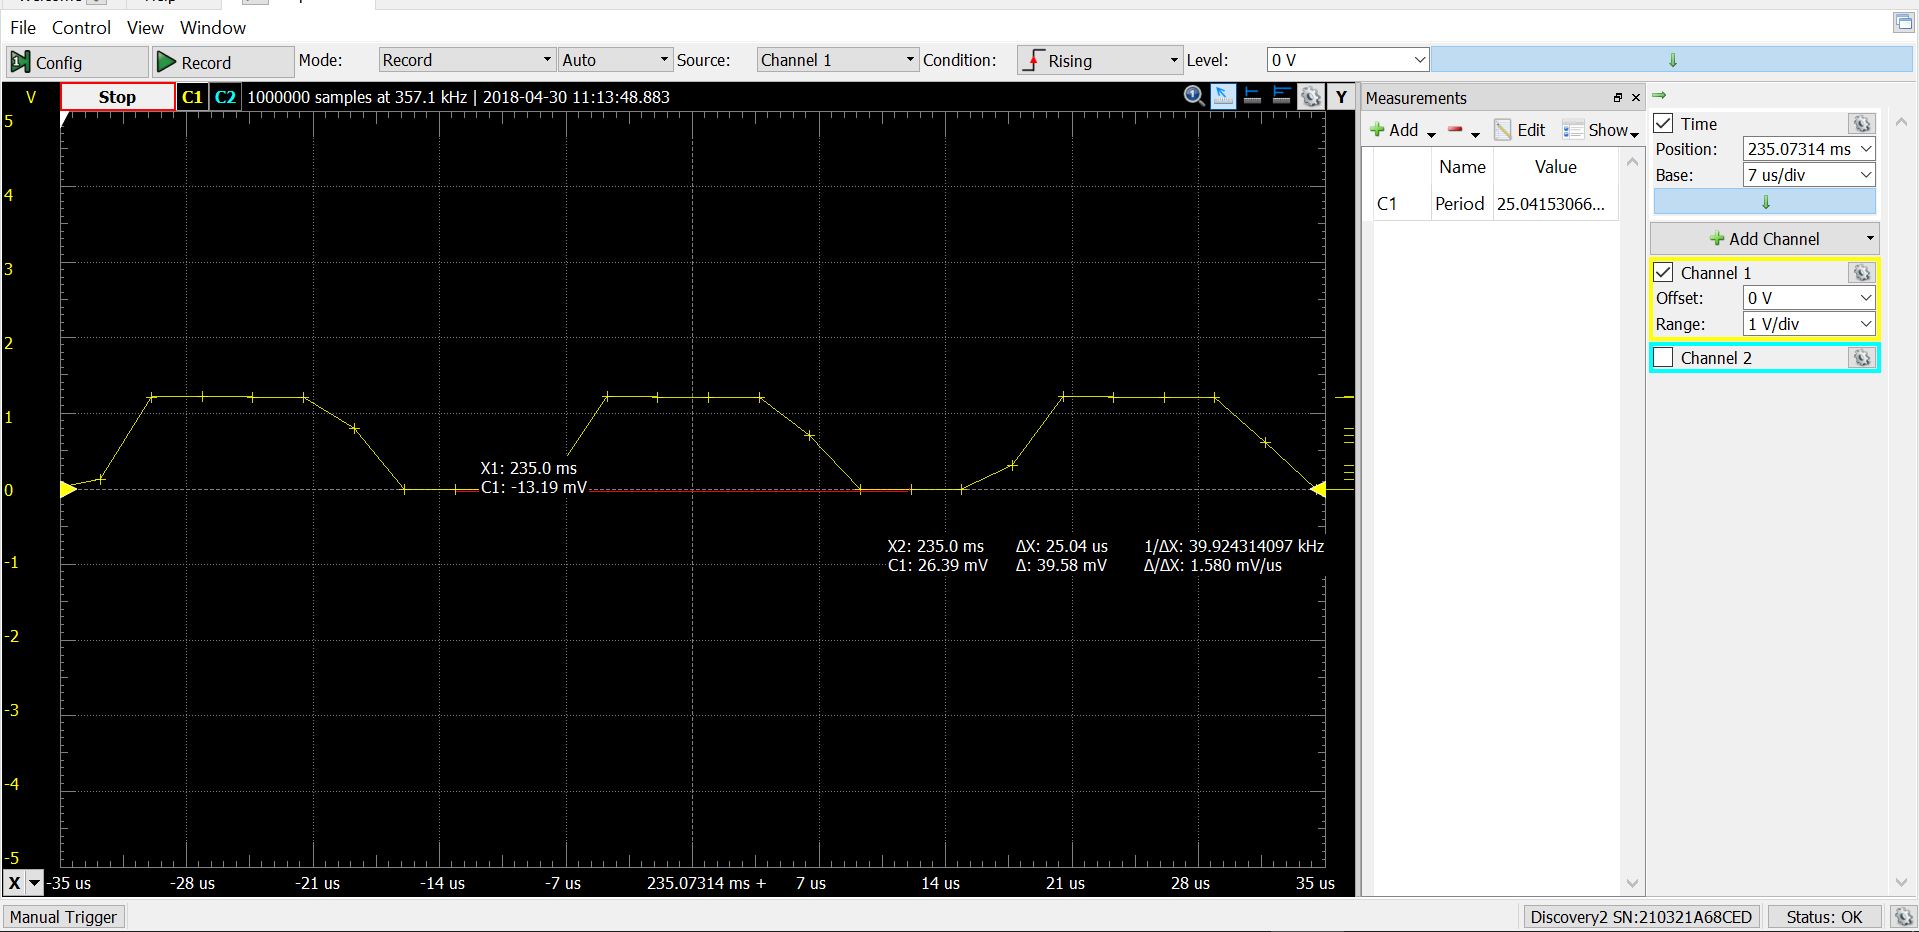 File Control View Window
Config Record Mode: Record Auto Source: Channel 1 Condition: Rising Level: 0 V
V Stop C1 C2 1000000 samples at 357.1 kHz | 2018-04-30 11:13:48.883 Y
5
4
3
2
1
0
-1
-2
-3
-4
-5
X1: 235.0 ms
C1: -13.19 mV
X2: 235.0 ms ΔX: 25.04 us 1/ΔX: 39.924314097 kHz
C1: 26.39 mV Δ: 39.58 mV Δ/ΔX: 1.580 mV/us
X -35 us -28 us -21 us -14 us -7 us 235.07314 ms + 7 us 14 us 21 us 28 us 35 us
Measurements
Add Edit Show
Name Value
C1 Period 25.04153066...
Time
Position: 235.07314 ms
Base: 7 us/div
Add Channel
Channel 1
Offset: 0 V
Range: 1 V/div
Channel 2
Manual Trigger Discovery2 SN:210321A68CED Status: OK